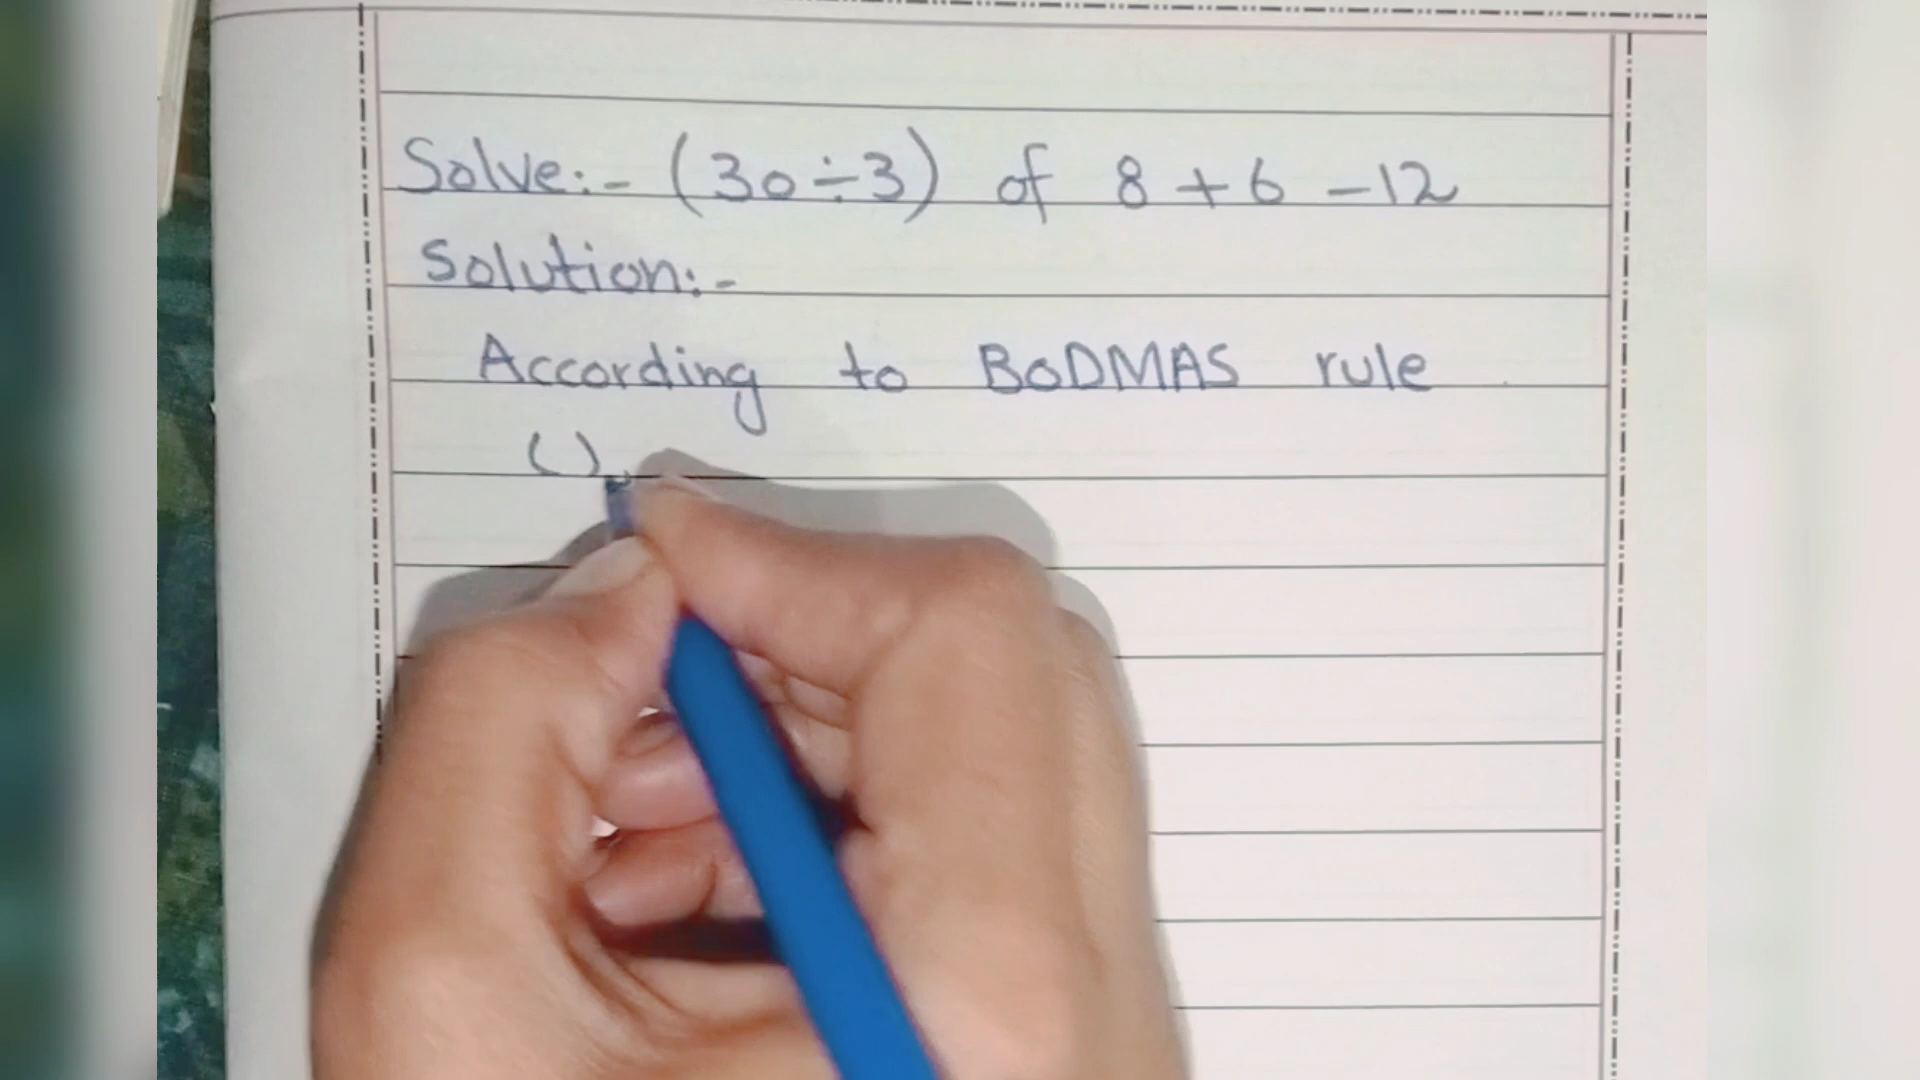 Solve:- (30÷3) of 8 + 6 - 12
Solution:-
According to BODMAS rule
(),